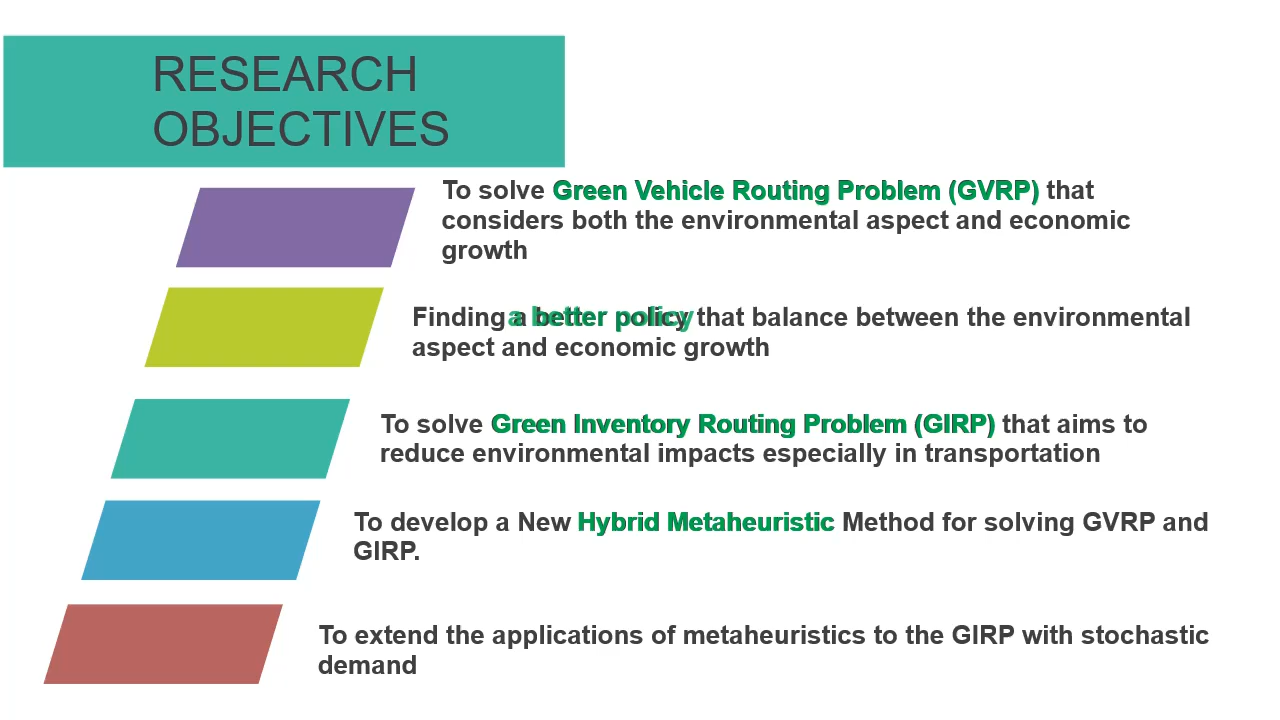 RESEARCH
OBJECTIVES
To solve Green Vehicle Routing Problem (GVRP) that
considers both the environmental aspect and economic
growth
Finding a better policy that balance between the environmental
aspect and economic growth
To solve Green Inventory Routing Problem (GIRP) that aims to
reduce environmental impacts especially in transportation
To develop a New Hybrid Metaheuristic Method for solving GVRP and
GIRP.
To extend the applications of metaheuristics to the GIRP with stochastic
demand